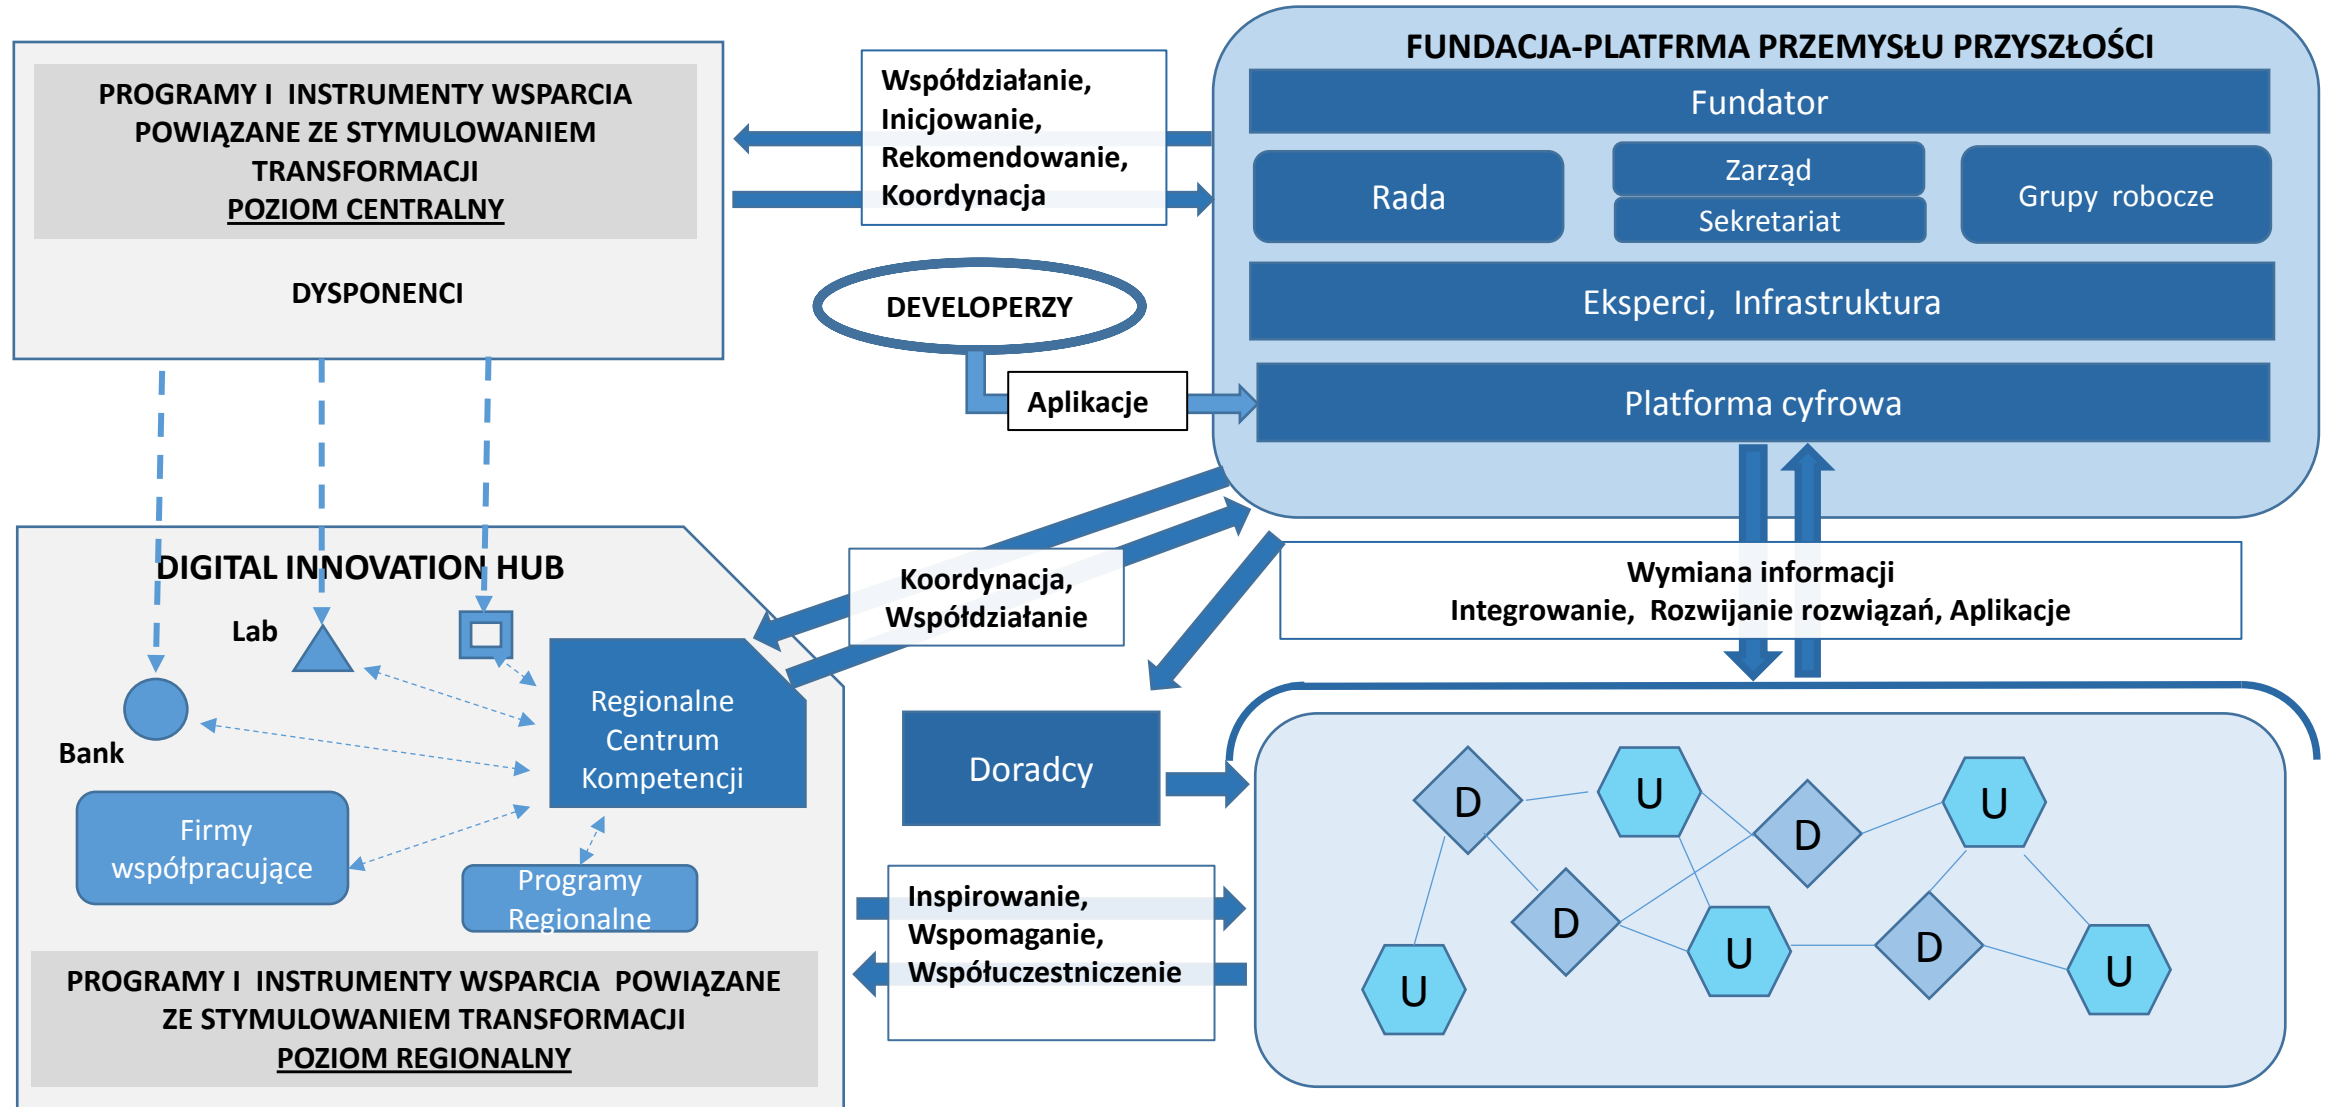 PROGRAMY I INSTRUMENTY WSPARCIA
POWIĄZANE ZE STYMULOWANIEM
TRANSFORMACJI
POZIOM CENTRALNY
DYSPONENCI
Współdziałanie,
Inicjowanie,
Rekomendowanie,
Koordynacja
FUNDACJA-PLATFRMA PRZEMYSŁU PRZYSZŁOŚCI
Fundator
Rada
Zarząd
Sekretariat
Grupy robocze
Eksperci, Infrastruktura
Platforma cyfrowa
DEVELOPERZY
Aplikacje
DIGITAL INNOVATION HUB
Lab
Bank
Regionalne
Centrum
Kompetencji
Firmy
współpracujące
Programy
Regionalne
PROGRAMY I INSTRUMENTY WSPARCIA POWIĄZANE
ZE STYMULOWANIEM TRANSFORMACJI
POZIOM REGIONALNY
Koordynacja,
Współdziałanie
Wymiana informacji
Integrowanie, Rozwijanie rozwiązań, Aplikacje
Doradcy
Inspirowanie,
Wspomaganie,
Współuczestniczenie
D
U
D
U
D
U
D
U
U